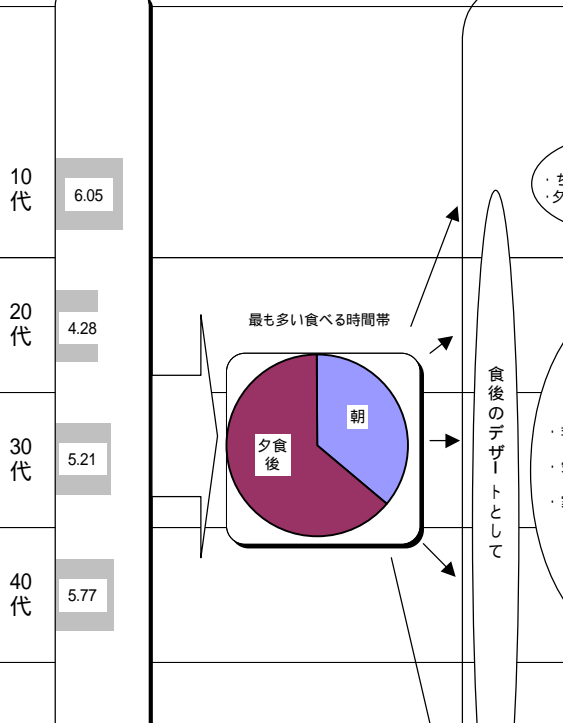 10
代
6.05
20
代
4.28
最も多い食べる時間帯
朝
夕食
後
食後のデザートとして
30
代
5.21
40
代
5.77